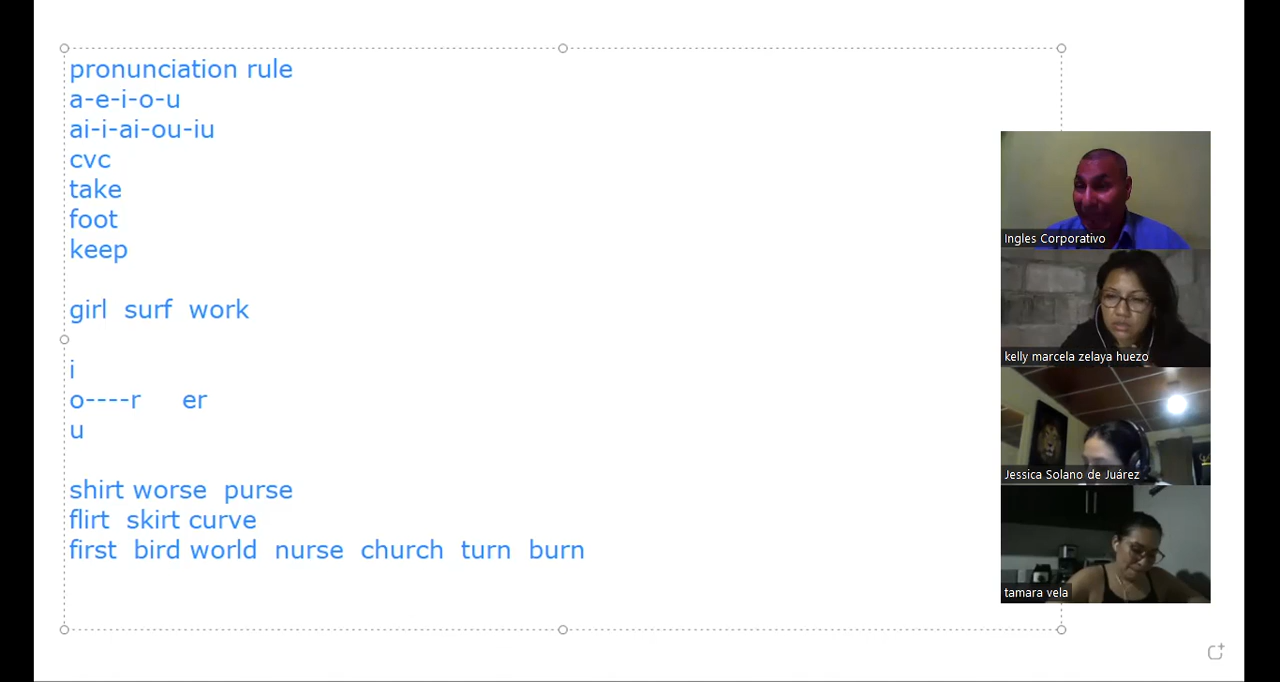 pronunciation rule
a-e-i-o-u
ai-i-ai-ou-iu
cvc
take
foot
keep
girl surf work
i
o----r er
u
shirt worse purse
flirt skirt curve
first bird world nurse church turn burn
Ingles Corporativo
kelly marcela zelaya huezo
Jessica Solano de Juárez
tamara vela